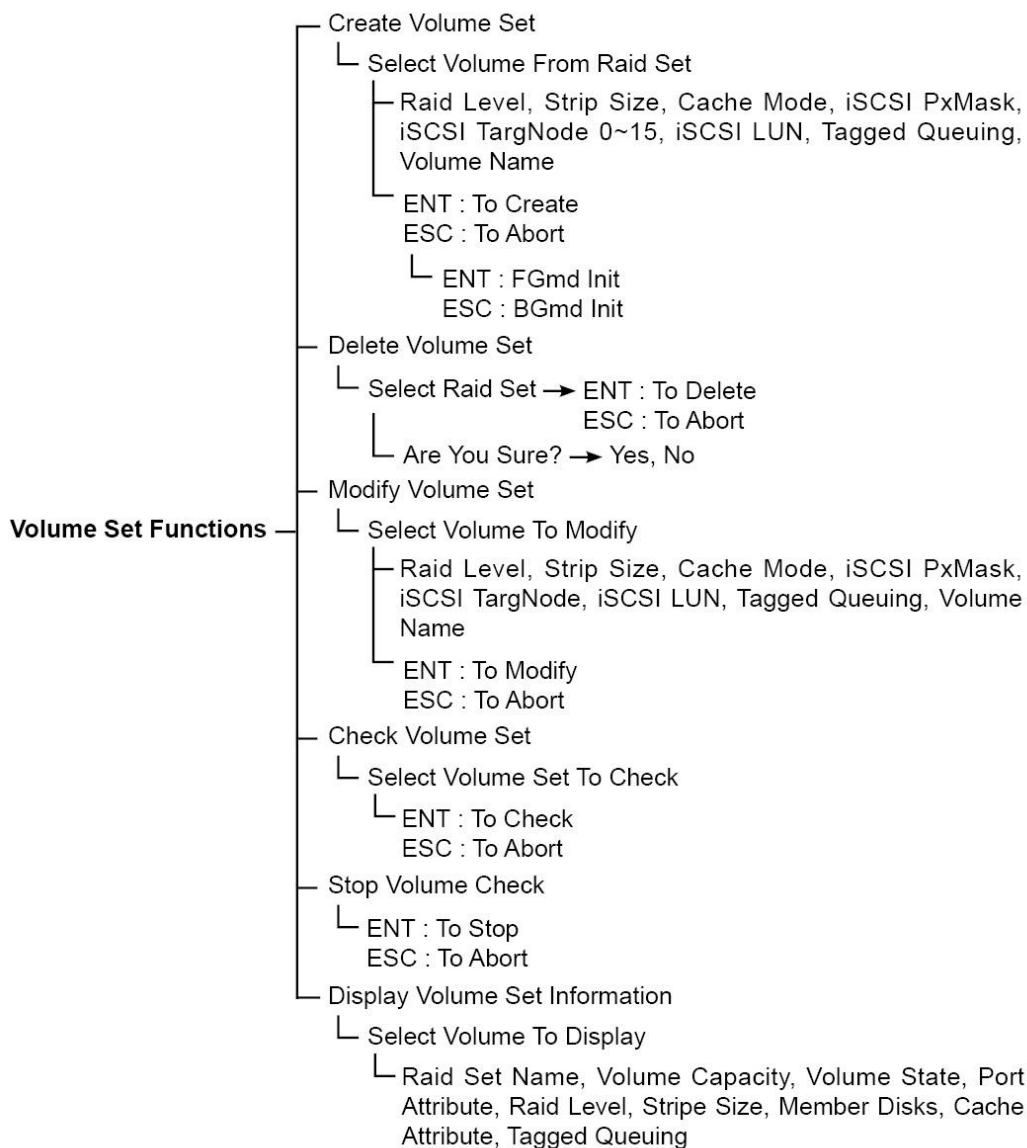 Create Volume Set
Select Volume From Raid Set
Raid Level, Strip Size, Cache Mode, iSCSI PxMask,
iSCSI TargNode 0~15, iSCSI LUN, Tagged Queuing,
Volume Name
ENT : To Create
ESC : To Abort
ENT : FGmd Init
ESC : BGmd Init
Delete Volume Set
Select Raid Set → ENT : To Delete
ESC : To Abort
Are You Sure? → Yes, No
Modify Volume Set
Volume Set Functions
Select Volume To Modify
Raid Level, Strip Size, Cache Mode, iSCSI PxMask,
iSCSI TargNode, iSCSI LUN, Tagged Queuing, Volume
Name
ENT : To Modify
ESC : To Abort
Check Volume Set
Select Volume Set To Check
ENT : To Check
ESC : To Abort
Stop Volume Check
ENT : To Stop
ESC : To Abort
Display Volume Set Information
Select Volume To Display
Raid Set Name, Volume Capacity, Volume State, Port
Attribute, Raid Level, Stripe Size, Member Disks, Cache
Attribute, Tagged Queuing